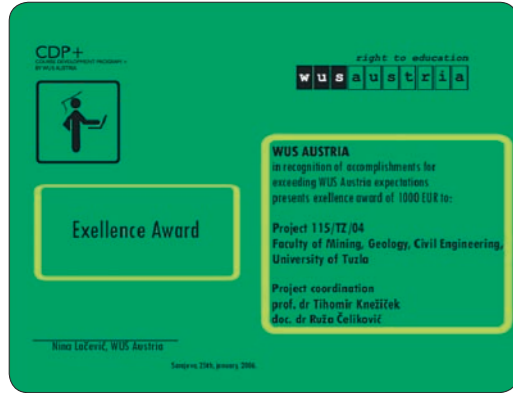 CDP+
COURSE DEVELOPMENT PROGRAM +
BY WUS AUSTRIA
right to education
wusaustria
Exellence Award
WUS AUSTRIA
in recognition of accomplishments for
exceeding WUS Austria expectations
presents exellence award of 1000 EUR to:
Project 115/TZ/04
Faculty of Mining, Geology, Civil Engineering,
University of Tuzla
Project coordination
prof. dr Tihomir Knežiček
doc. dr Ruža Čeliković
Nina Lačević, WUS Austria
Sarajevo, 25th, january, 2006.